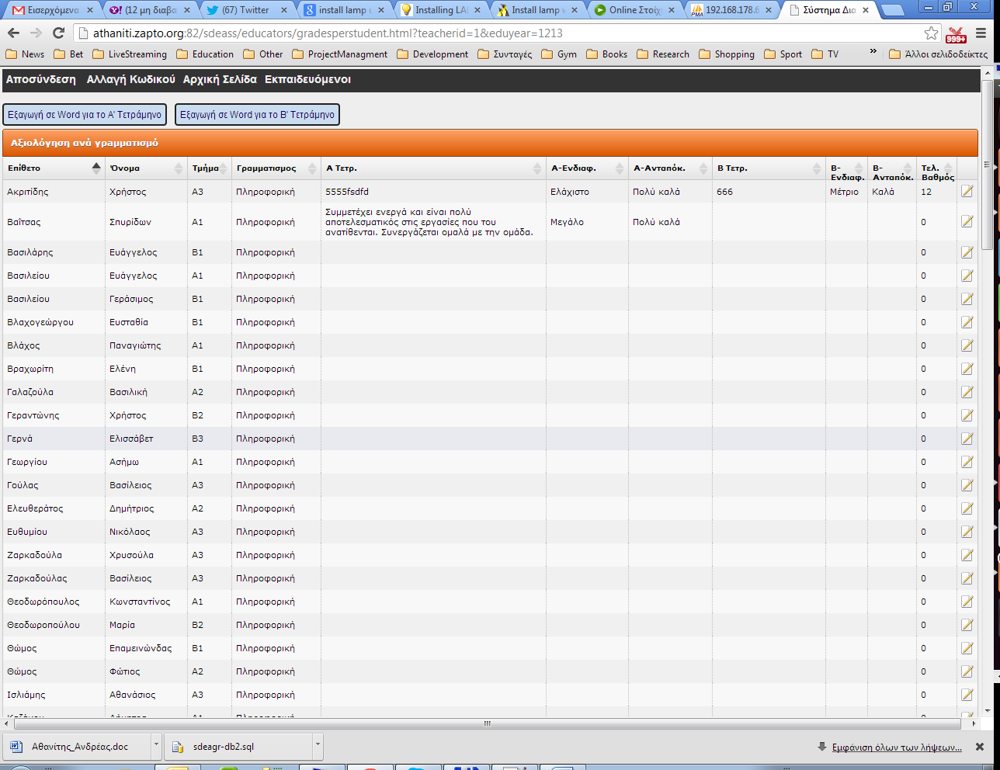 Εισερχόμενα
(12 μη διαβα
(67) Twitter
install lamp u
Installing LA
Install lamp v
Online Στοίχ
192.168.178.6
Σύστημα Δια
athaniti.zapto.org:82/sdeass/educators/gradesperstudent.html?teacherid=1&eduyear=1213
999+
News Bet LiveStreaming Education Other ProjectManagment Development Συνταγές Gym Books Research Shopping Sport TV » Άλλοι σελιδοδείκτες
Αποσύνδεση Αλλαγή Κωδικού Αρχική Σελίδα Εκπαιδευόμενοι
Εξαγωγή σε Word για το Α' Τετράμηνο Εξαγωγή σε Word για το Β' Τετράμηνο
Αξιολόγηση ανά γραμματισμό
Επίθετο Όνομα Τμήμα Γραμματισμος Α Τετρ. Α-Ενδιαφ. Α-Ανταπόκ. Β Τετρ. Β-Ενδιαφ. Β-Ανταπόκ. Τελ. Βαθμός
Ακριτίδης Χρήστος Α3 Πληροφορική 5555fsdfd Ελάχιστο Πολύ καλά 666 Μέτριο Καλά 12
Βαΐτσας Σπυρίδων Α1 Πληροφορική Συμμετέχει ενεργά και είναι πολύ
αποτελεσματικός στις εργασίες που του
ανατίθενται. Συνεργάζεται ομαλά με την ομάδα. Μεγάλο Πολύ καλά 0
Βασιλάρης Ευάγγελος Β1 Πληροφορική 0
Βασιλείου Ευάγγελος Α1 Πληροφορική 0
Βασιλείου Γεράσιμος Β1 Πληροφορική 0
Βλαχογεώργου Ευσταθία Β1 Πληροφορική 0
Βλάχος Παναγιώτης Α1 Πληροφορική 0
Βραχωρίτη Ελένη Β1 Πληροφορική 0
Γαλαζούλα Βασιλική Α2 Πληροφορική 0
Γεραντώνης Χρήστος Β2 Πληροφορική 0
Γερνά Ελισσάβετ Β3 Πληροφορική 0
Γεωργίου Ασήμω Α1 Πληροφορική 0
Γούλας Βασίλειος Α3 Πληροφορική 0
Ελευθεράτος Δημήτριος Α2 Πληροφορική 0
Ευθυμίου Νικόλαος Α3 Πληροφορική 0
Ζαρκαδούλα Χρυσούλα Α3 Πληροφορική 0
Ζαρκαδούλας Βασίλειος Α3 Πληροφορική 0
Θεοδωρόπουλος Κωνσταντίνος Α1 Πληροφορική 0
Θεοδωροπούλου Μαρία Β2 Πληροφορική 0
Θώμος Επαμεινώνδας Β1 Πληροφορική 0
Θώμος Φώτιος Α2 Πληροφορική 0
Ισλιάμης Αθανάσιος Α3 Πληροφορική 0
Αθανίτης_Ανδρέας.doc sdeagr-db2.sql Εμφάνιση όλων των λήψεων...